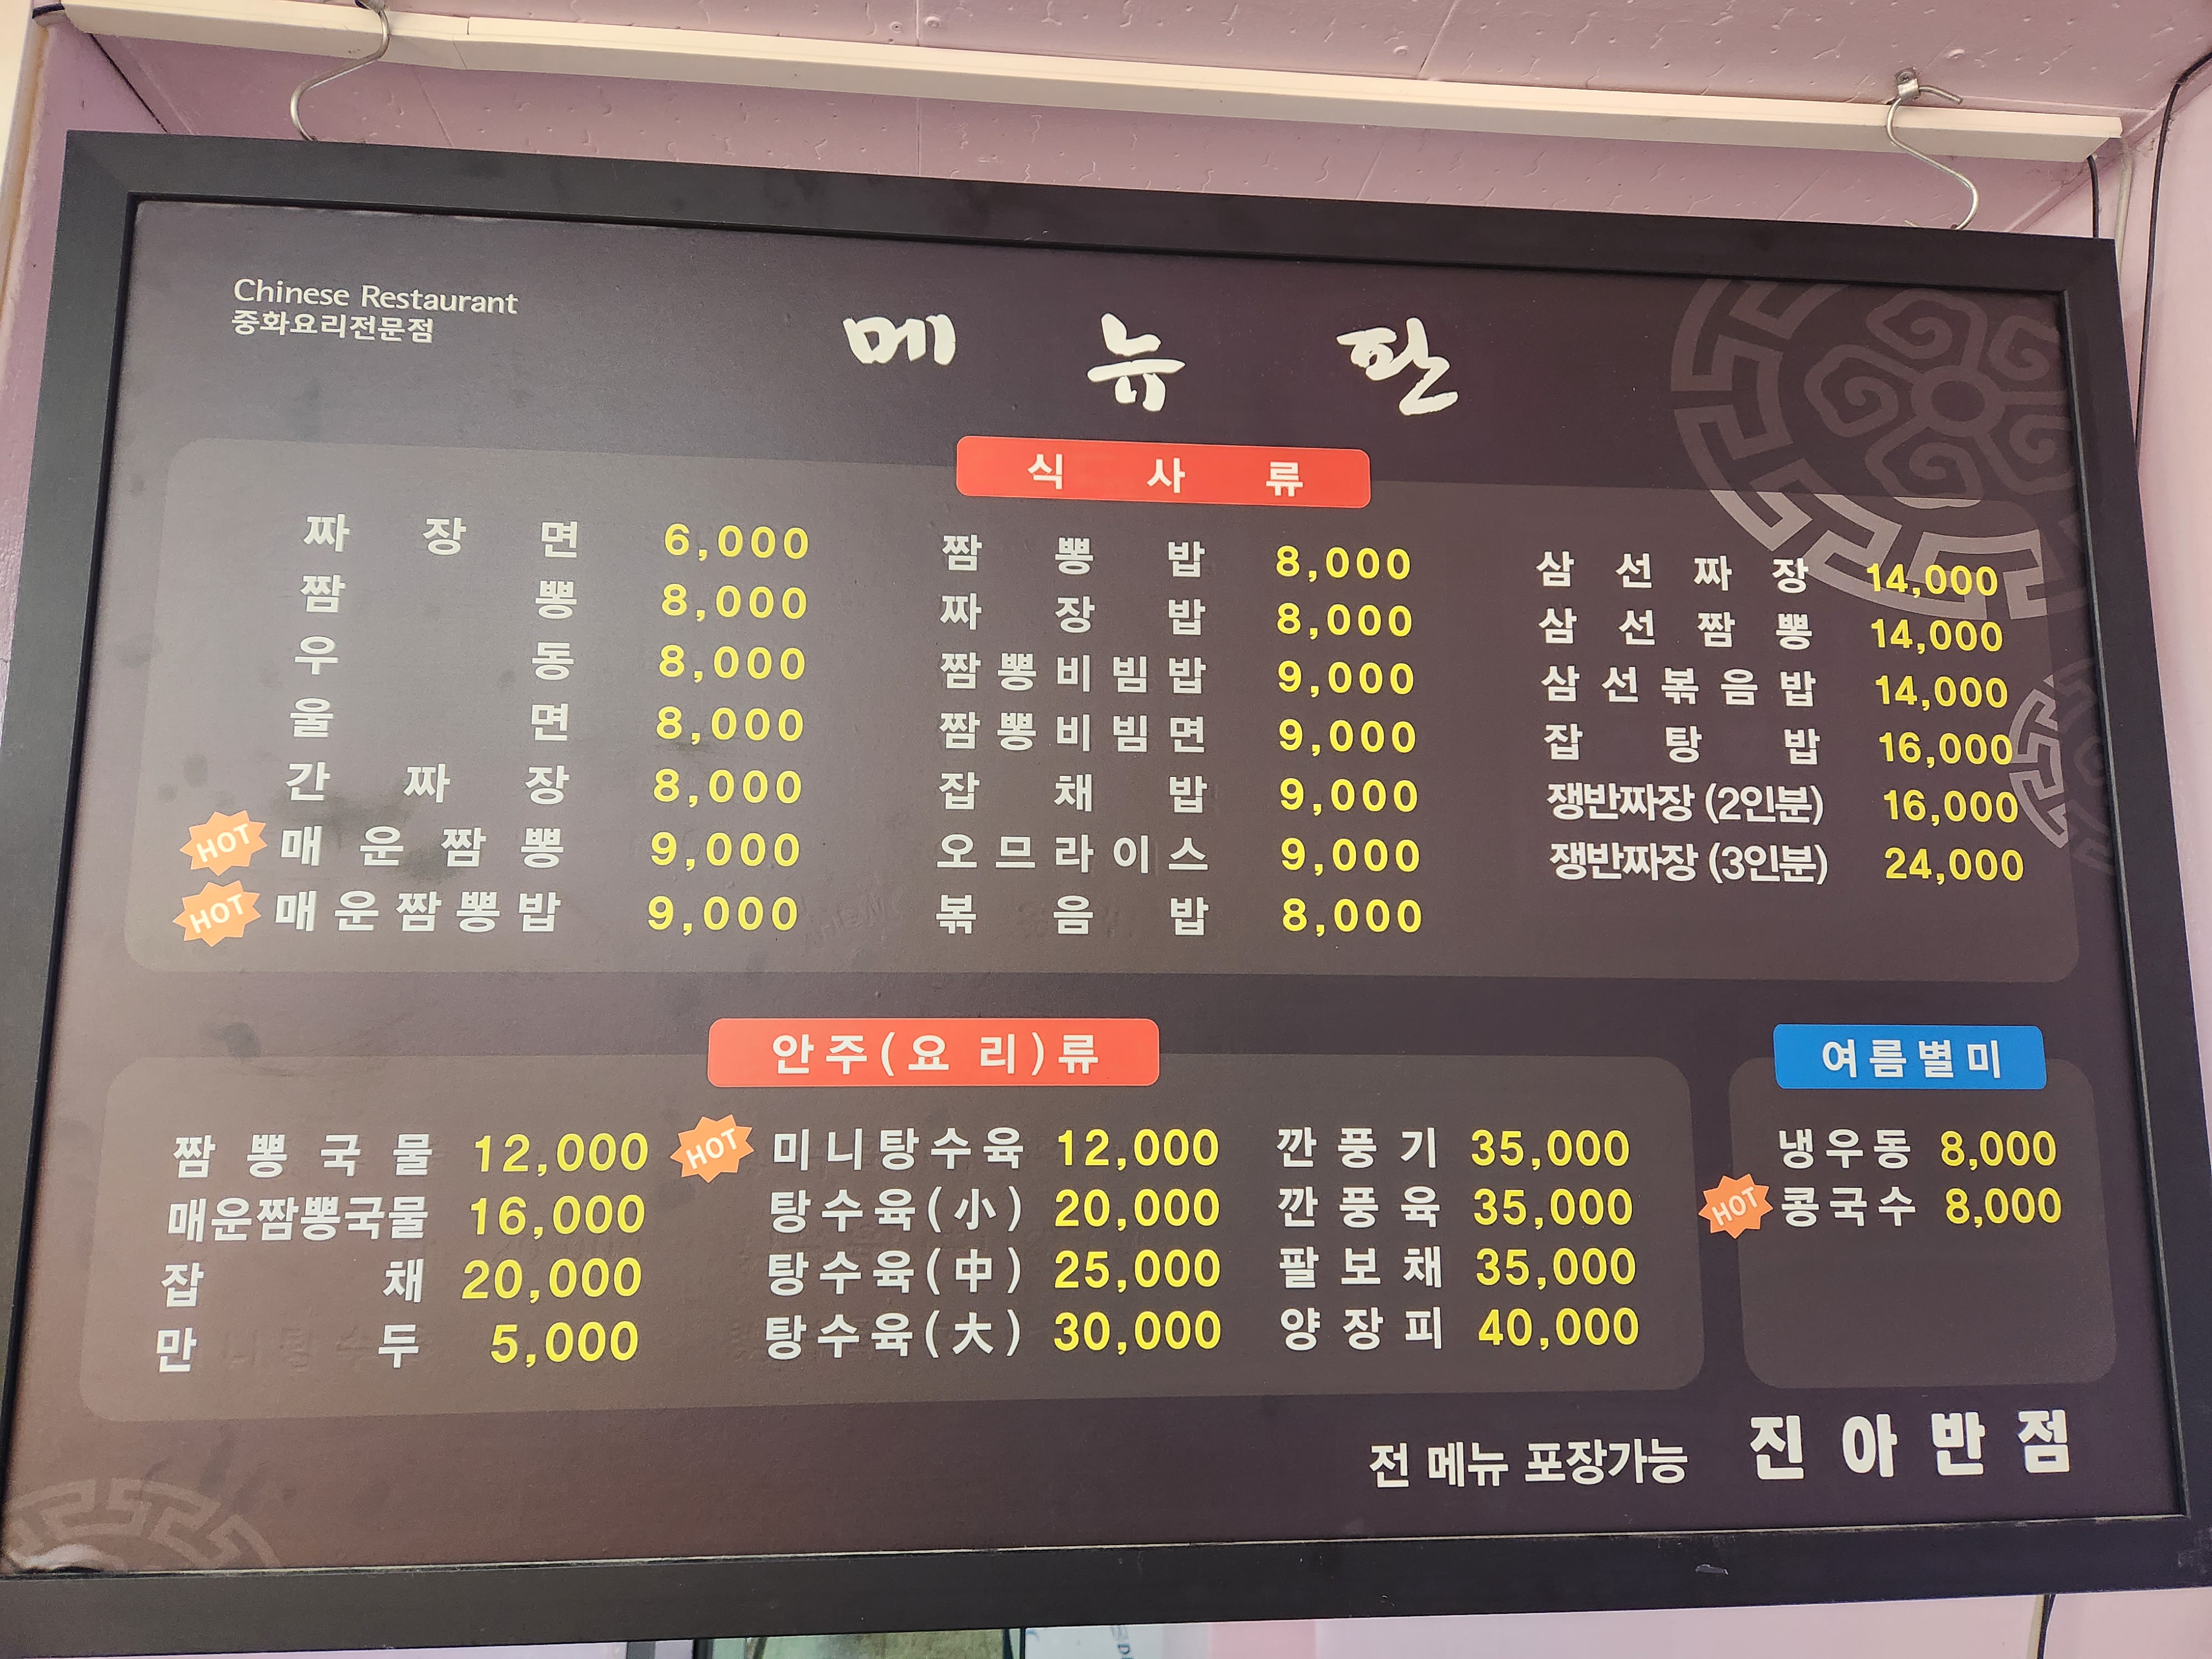 Chinese Restaurant
중화요리전문점
메뉴판
식사류
짜장면 6,000
짬뽕 8,000
우동 8,000
울면 8,000
간짜장 8,000
HOT 매운짬뽕 9,000
HOT 매운짬뽕밥 9,000
짬뽕밥 8,000
짜장밥 8,000
짬뽕비빔밥 9,000
짬뽕비빔면 9,000
잡채밥 9,000
오므라이스 9,000
볶음밥 8,000
삼선짜장 14,000
삼선짬뽕 14,000
삼선볶음밥 14,000
잡탕밥 16,000
쟁반짜장 (2인분) 16,000
쟁반짜장 (3인분) 24,000
안주(요리)류
짬뽕국물 12,000
매운짬뽕국물 16,000
잡채 20,000
만두 5,000
HOT 미니탕수육 12,000
탕수육(小) 20,000
탕수육(中) 25,000
탕수육(大) 30,000
깐풍기 35,000
깐풍육 35,000
팔보채 35,000
양장피 40,000
여름별미
냉우동 8,000
HOT 콩국수 8,000
전 메뉴 포장가능
진아반점